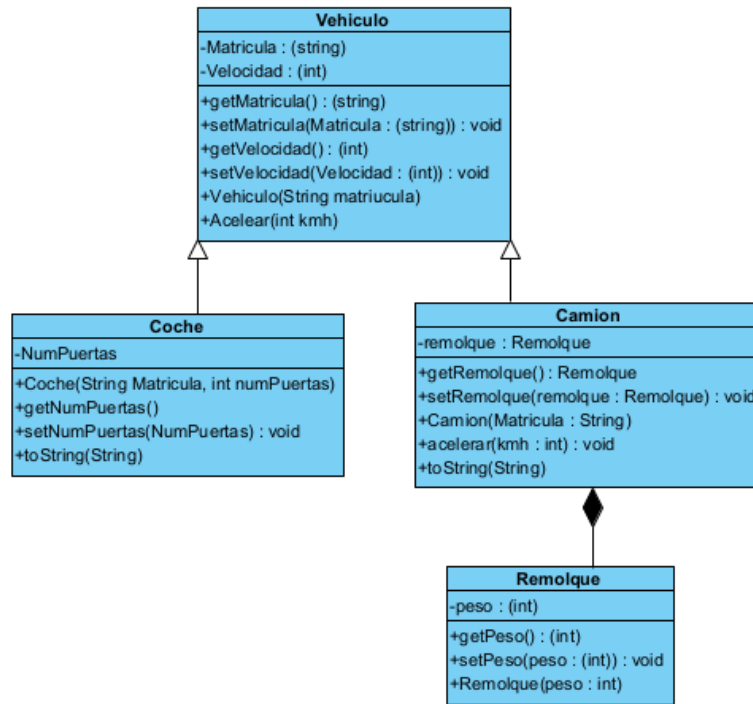 Vehiculo
-Matricula : (string)
-Velocidad : (int)
+getMatricula() : (string)
+setMatricula(Matricula : (string)) : void
+getVelocidad() : (int)
+setVelocidad(Velocidad : (int)) : void
+Vehiculo(String matriucula)
+Acelear(int kmh)
Coche
-NumPuertas
+Coche(String Matricula, int numPuertas)
+getNumPuertas()
+setNumPuertas(NumPuertas) : void
+toString(String)
Camion
-remolque : Remolque
+getRemolque() : Remolque
+setRemolque(remolque : Remolque) : void
+Camion(Matricula : String)
+acelerar(kmh : int) : void
+toString(String)
Remolque
-peso : (int)
+getPeso() : (int)
+setPeso(peso : (int)) : void
+Remolque(peso : int)